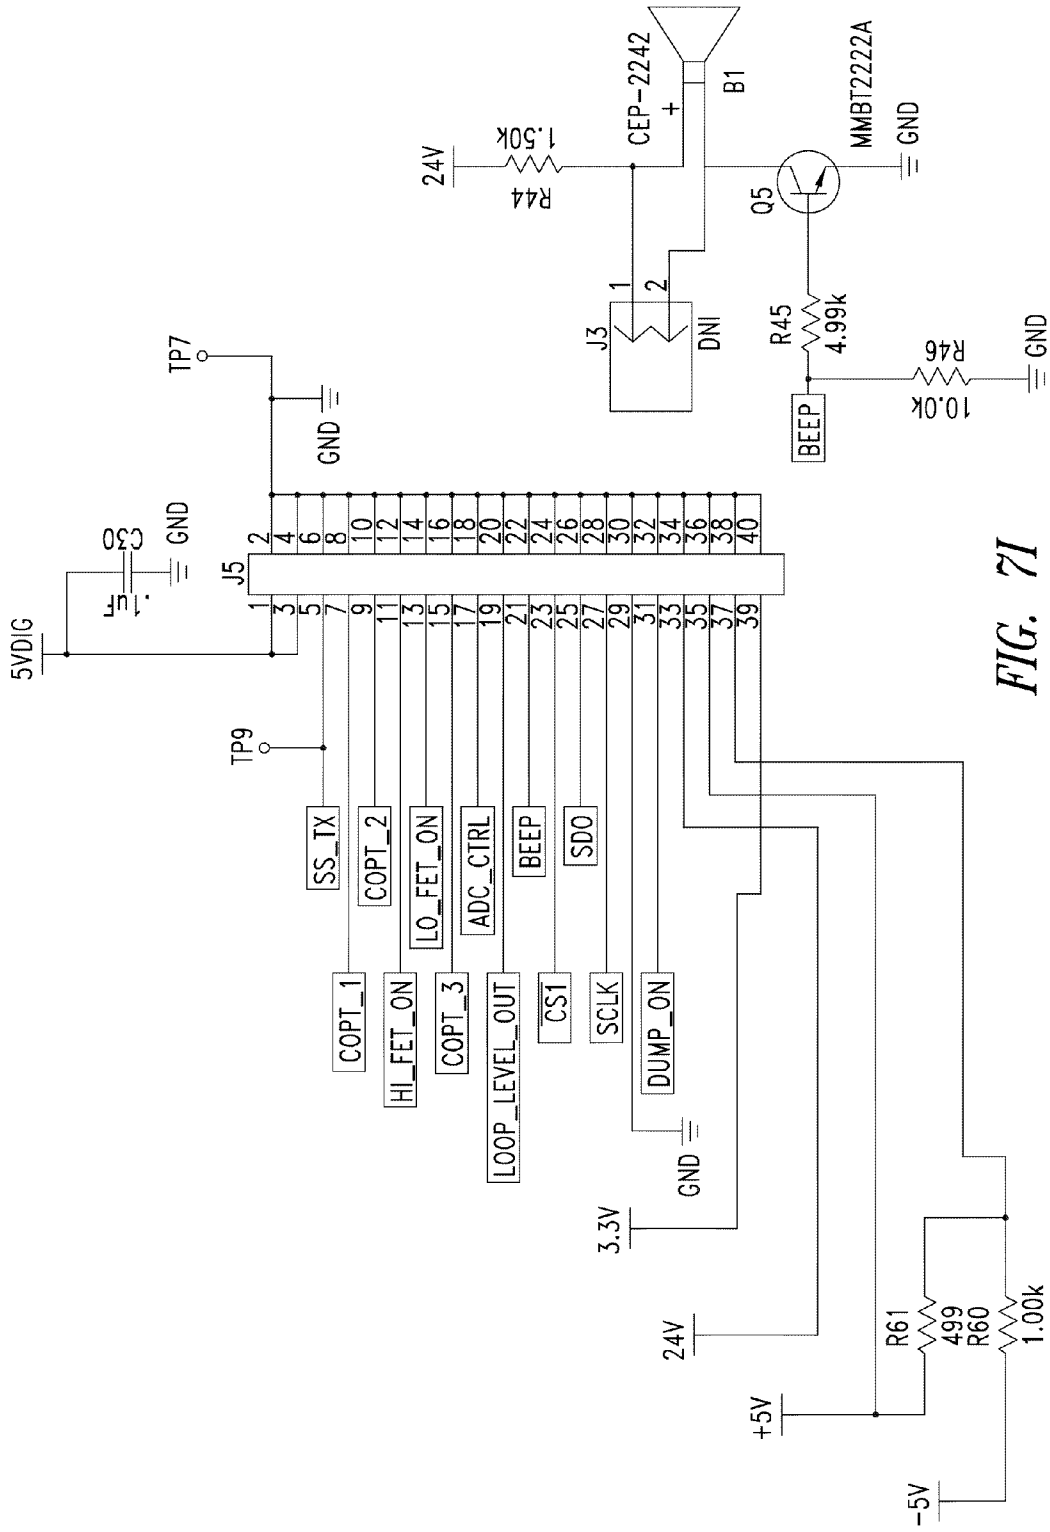 5VDIG
.1uF
C30
GND
TP7
GND
TP9
J5
1 2
3 4
5 6
7 8
9 10
11 12
13 14
15 16
17 18
19 20
21 22
23 24
25 26
27 28
29 30
31 32
33 34
35 36
37 38
39 40
SS_TX
COPT_1
COPT_2
HI_FET_ON
LO_FET_ON
COPT_3
ADC_CTRL
LOOP_LEVEL_OUT
BEEP
CS1
SDO
SCLK
DUMP_ON
GND
3.3V
24V
+5V
-5V
R61
499
R60
1.00k
24V
R44
1.50k
CEP-2242
+
B1
J3
1
2
DNI
Q5
MMBT2222A
GND
R45
4.99k
BEEP
R46
10.0k
GND
FIG. 7I